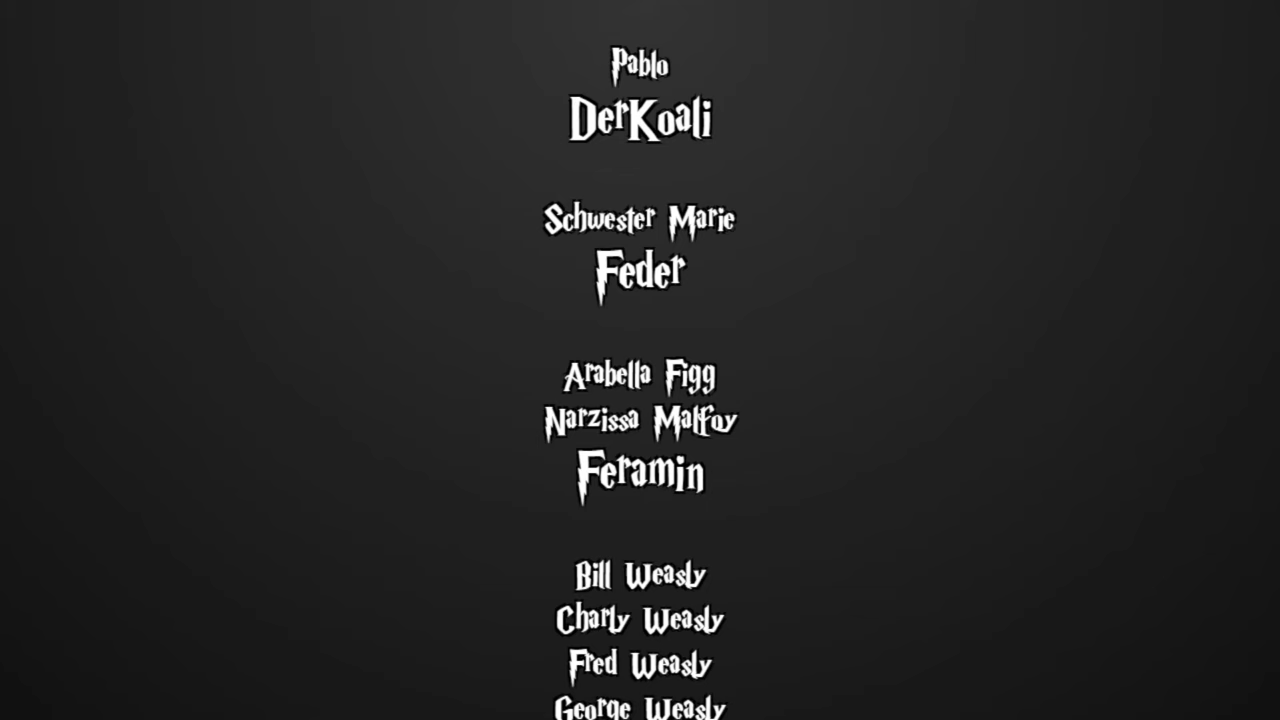 Pablo
DerKoali
Schwester Marie
Feder
Arabella Figg
Narzissa Malfoy
Feramin
Bill Weasly
Charly Weasly
Fred Weasly
George Weasly